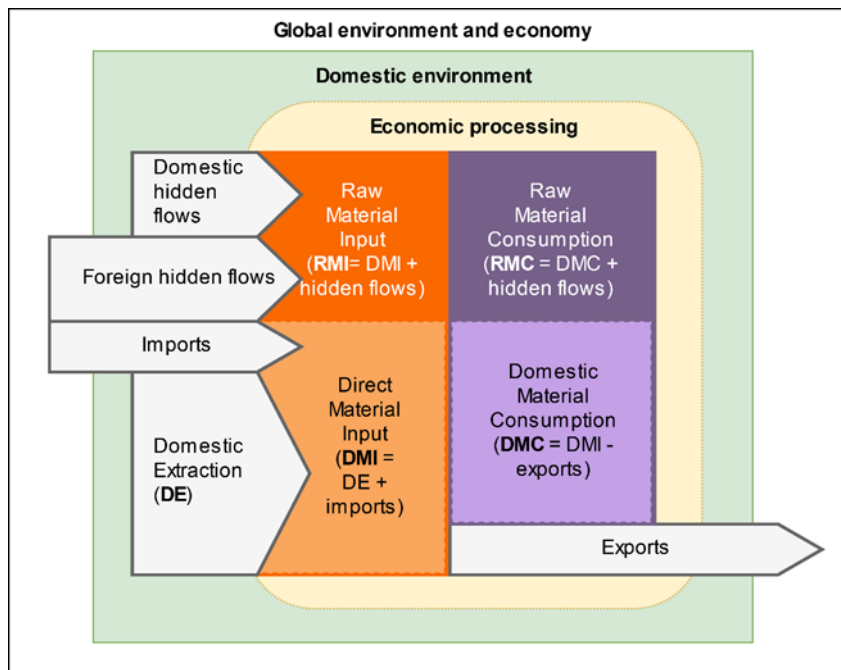 Global environment and economy
Domestic environment
Economic processing
Domestic
hidden
flows
Foreign hidden flows
Imports
Domestic
Extraction
(DE)
Raw
Material
Input
(RMI= DMI +
hidden flows)
Raw
Material
Consumption
(RMC = DMC +
hidden flows)
Direct
Material
Input
(DMI =
DE +
imports)
Domestic
Material
Consumption
(DMC = DMI -
exports)
Exports